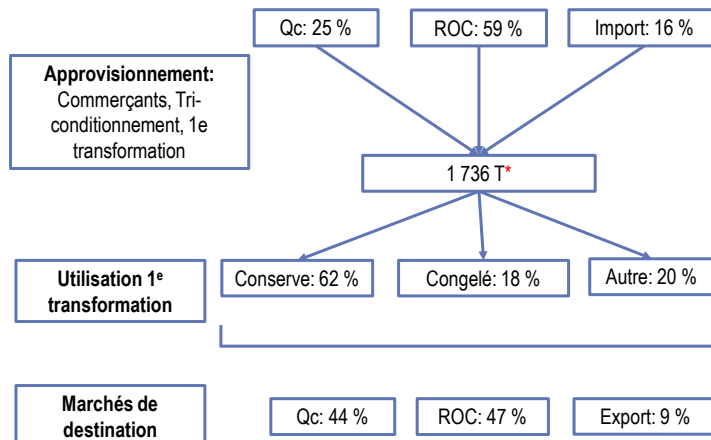 Qc: 25 %
ROC: 59 %
Import: 16 %
Approvisionnement:
Commerçants, Tri-
conditionnement, 1e
transformation
1 736 T*
Utilisation 1e
transformation
Conserve: 62 %
Congelé: 18 %
Autre: 20 %
Marchés de
destination
Qc: 44 %
ROC: 47 %
Export: 9 %